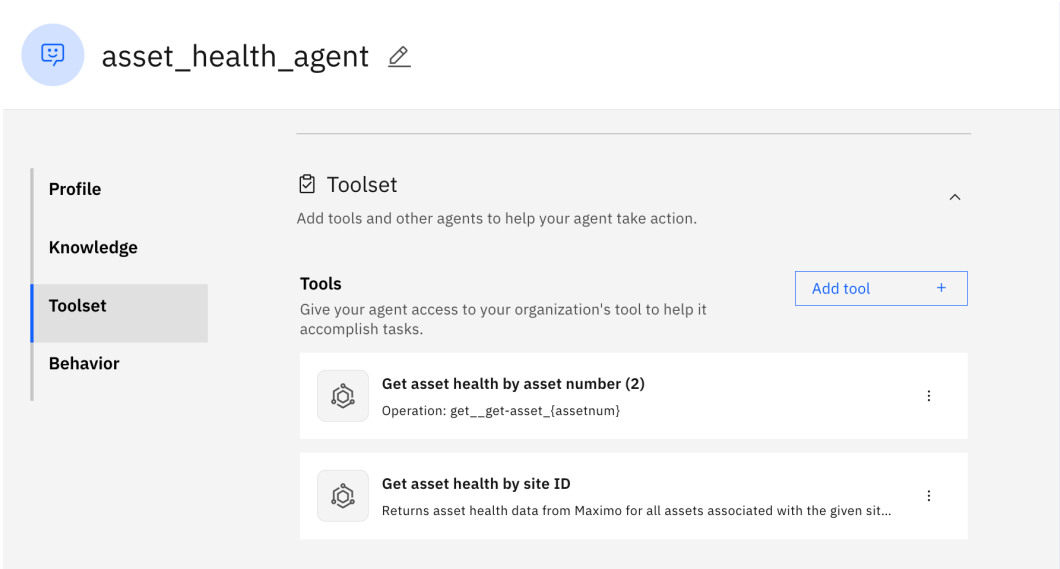 asset_health_agent
Profile
Knowledge
Toolset
Behavior
Toolset
Add tools and other agents to help your agent take action.
Tools
Give your agent access to your organization's tool to help it
accomplish tasks.
Add tool +
Get asset health by asset number (2)
Operation: get__get-asset_{assetnum}
Get asset health by site ID
Returns asset health data from Maximo for all assets associated with the given sit...